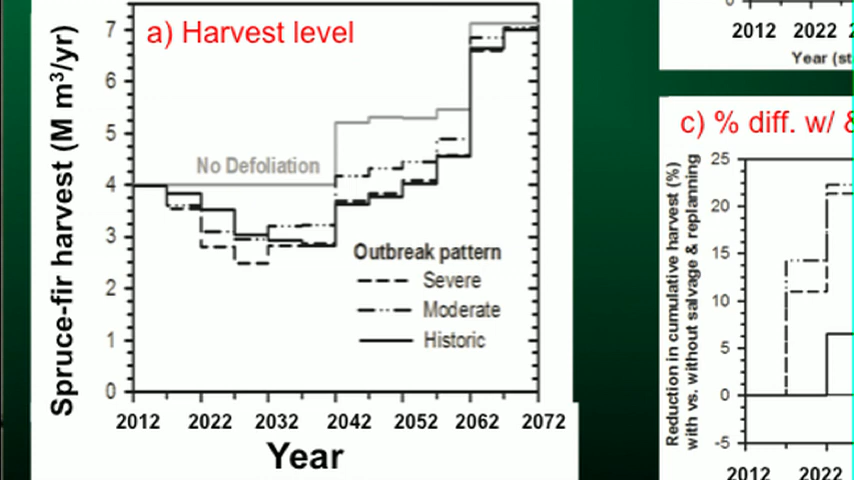 a) Harvest level
Spruce-fir harvest (M m³/yr)
7
6
5
4
3
2
1
0
No Defoliation
Outbreak pattern
Severe
Moderate
Historic
2012 2022 2032 2042 2052 2062 2072
Year
0
2012 2022 2
Year (st
c) % diff. w/ &
Reduction in cumulative harvest (%)
with vs. without salvage & replanning
25
20
15
10
5
0
-5
2012 2022